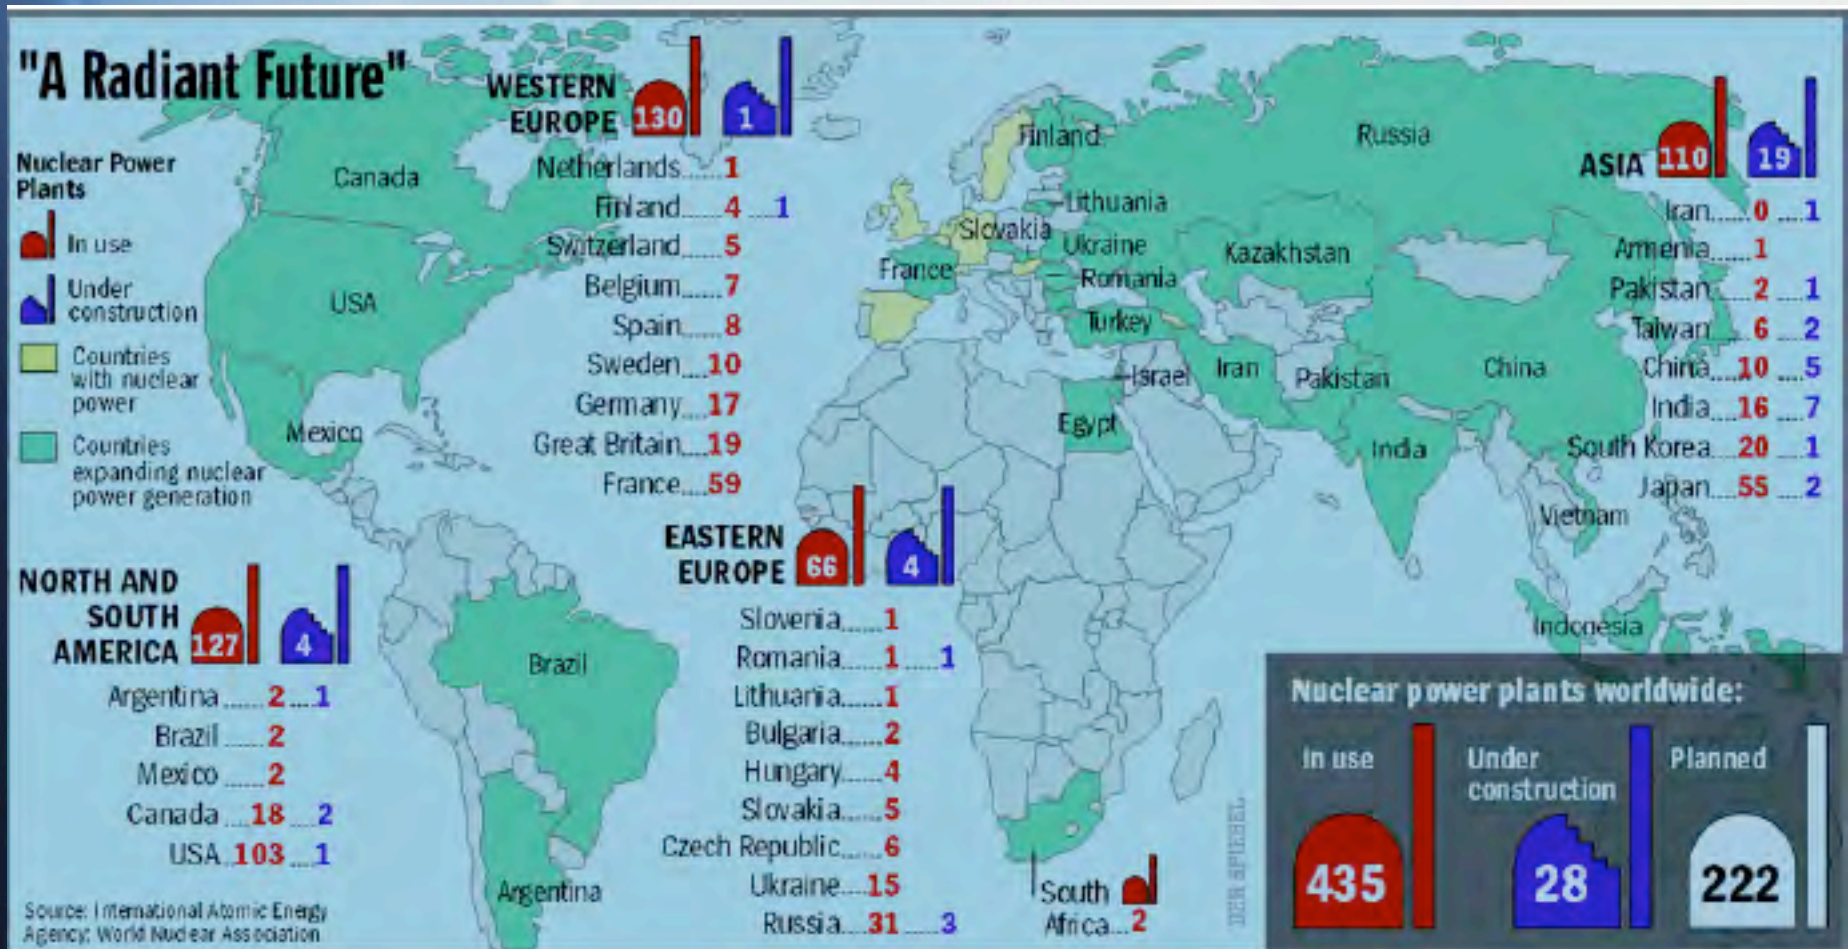 "A Radiant Future"
Nuclear Power
Plants
In use
Under
construction
Countries
with nuclear
power
Countries
expanding nuclear
power generation
WESTERN
EUROPE 130 1
Netherlands......1
Finland....4....1
Switzerland....5
Belgium......7
Spain....8
Sweden...10
Germany...17
Great Britain...19
France...59
NORTH AND
SOUTH
AMERICA 127 4
Argentina......2....1
Brazil......2
Mexico......2
Canada....18....2
USA..103....1
Source: International Atomic Energy
Agency; World Nuclear Association
EASTERN
EUROPE 66 4
Slovenia......1
Romania......1......1
Lithuania......1
Bulgaria......2
Hungary.....4
Slovakia.....5
Czech Republic......6
Ukraine....15
Russia...31.....3
South
Africa...2
ASIA 110 19
Iran.....0....1
Armenia.....1
Pakistan.....2....1
Taiwan....6....2
China...10....5
India...16....7
South Korea...20....1
Japan...55....2
Canada
USA
Mexico
Brazil
Argentina
Finland
Russia
Lithuania
Slovakia
Ukraine
France
Romania
Kazakhstan
Turkey
Israel
Iran
Pakistan
China
Egypt
India
Vietnam
Indonesia
DER SPIEGEL
Nuclear power plants worldwide:
In use
Under
construction
Planned
435
28
222